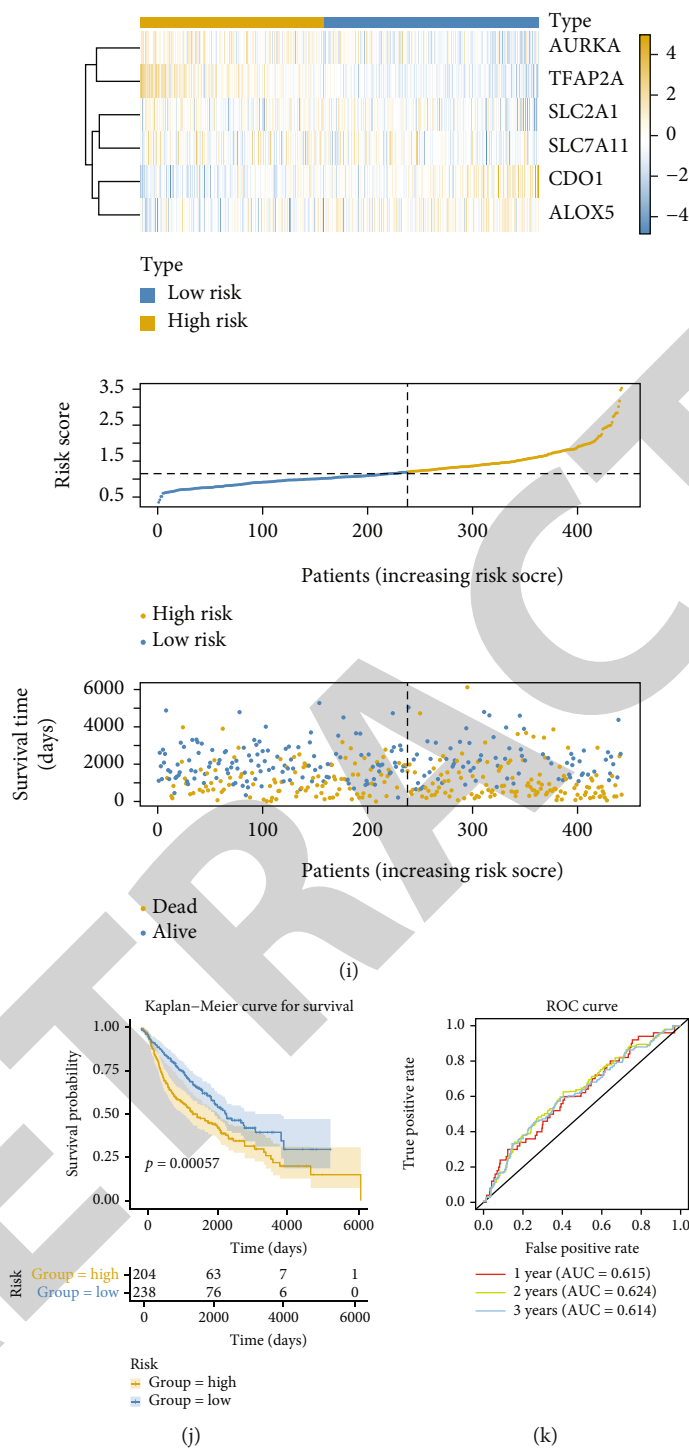 Type
AURKA
TFAP2A
SLC2A1
SLC7A11
CDO1
ALOX5
4
2
0
−2
−4
Type
Low risk
High risk
Risk score
3.5
2.5
1.5
0.5
0 100 200 300 400
Patients (increasing risk socre)
High risk
Low risk
Survival time
(days)
6000
4000
2000
0
0 100 200 300 400
Patients (increasing risk socre)
Dead
Alive
(i)
Kaplan−Meier curve for survival
Survival probability
1.00
0.75
0.50
0.25
0.00
p = 0.00057
0 2000 4000 6000
Time (days)
Risk
Group = high 204 63 7 1
Group = low 238 76 6 0
0 2000 4000 6000
Time (days)
Risk
Group = high
Group = low
(j)
ROC curve
True positive rate
1.0
0.8
0.6
0.4
0.2
0.0
0.0 0.2 0.4 0.6 0.8 1.0
False positive rate
1 year (AUC = 0.615)
2 years (AUC = 0.624)
3 years (AUC = 0.614)
(k)
ETRACT